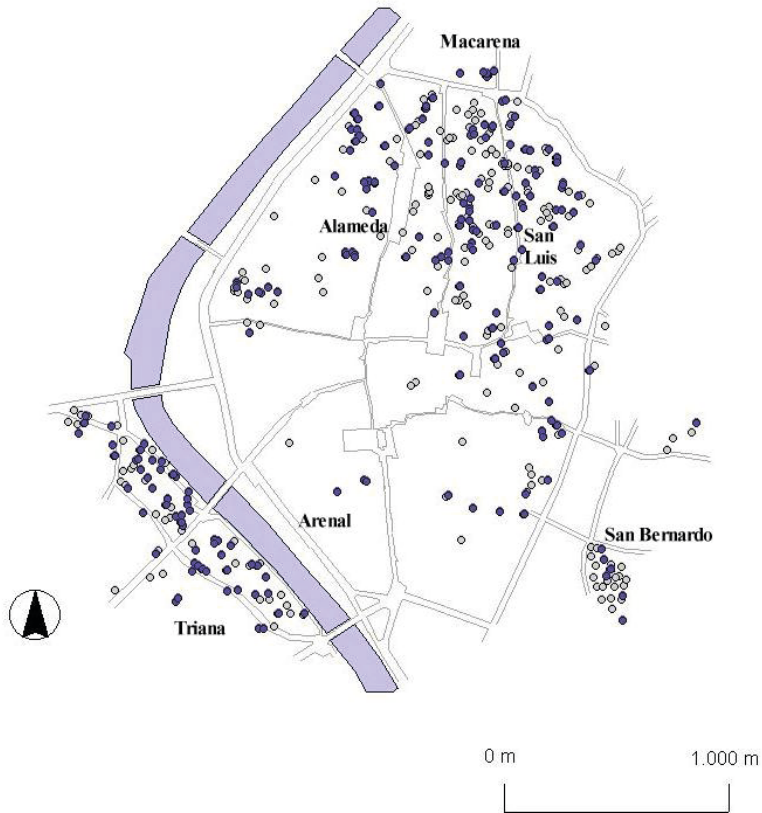 Macarena
Alameda
San
Luis
Arenal
San Bernardo
Triana
0 m
1.000 m